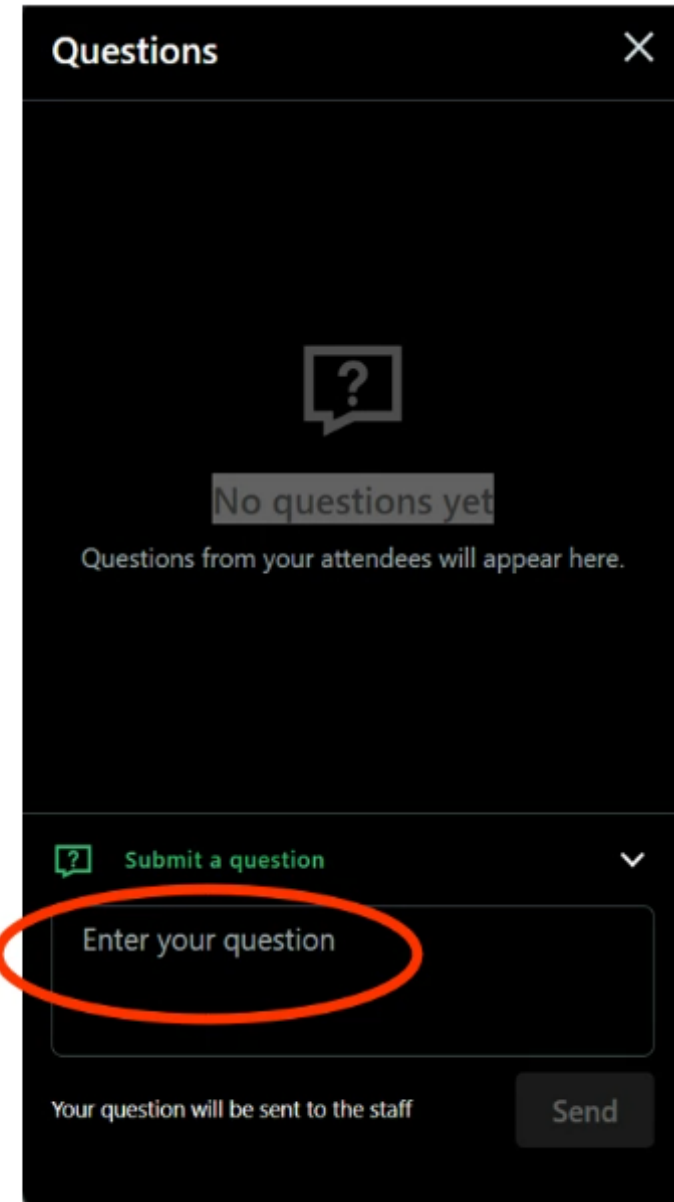 Questions
?
No questions yet
Questions from your attendees will appear here.
? Submit a question
Enter your question
Your question will be sent to the staff
Send